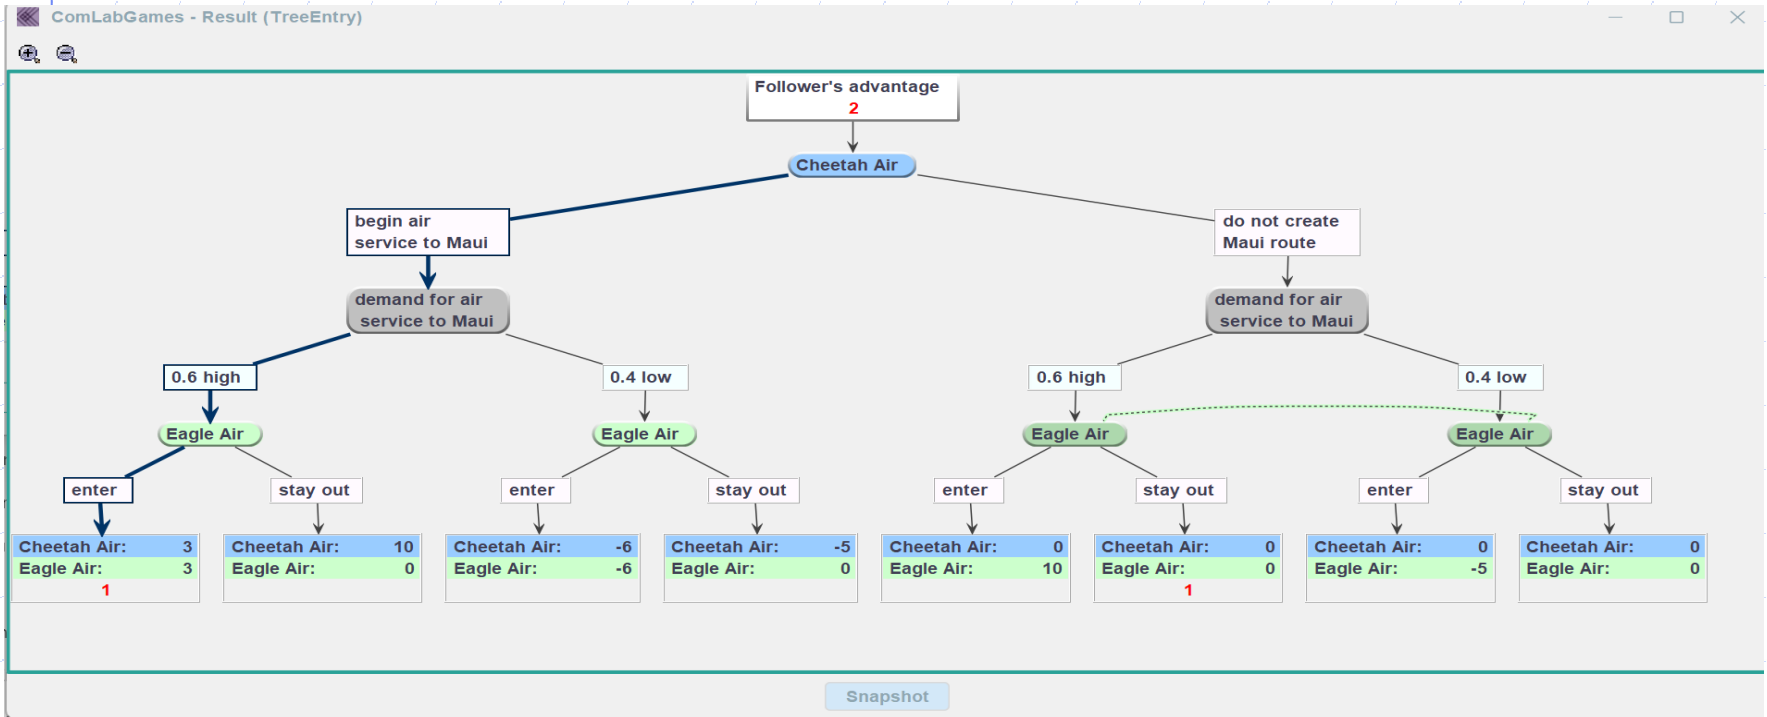 ComLabGames - Result (TreeEntry)
Follower's advantage
2
Cheetah Air
begin air
service to Maui
do not create
Maui route
demand for air
service to Maui
demand for air
service to Maui
0.6 high
0.4 low
0.6 high
0.4 low
Eagle Air
Eagle Air
Eagle Air
Eagle Air
enter
stay out
enter
stay out
enter
stay out
enter
stay out
Cheetah Air: 3
Eagle Air: 3
1
Cheetah Air: 10
Eagle Air: 0
Cheetah Air: -6
Eagle Air: -6
Cheetah Air: -5
Eagle Air: 0
Cheetah Air: 0
Eagle Air: 10
Cheetah Air: 0
Eagle Air: 0
1
Cheetah Air: 0
Eagle Air: -5
Cheetah Air: 0
Eagle Air: 0
Snapshot